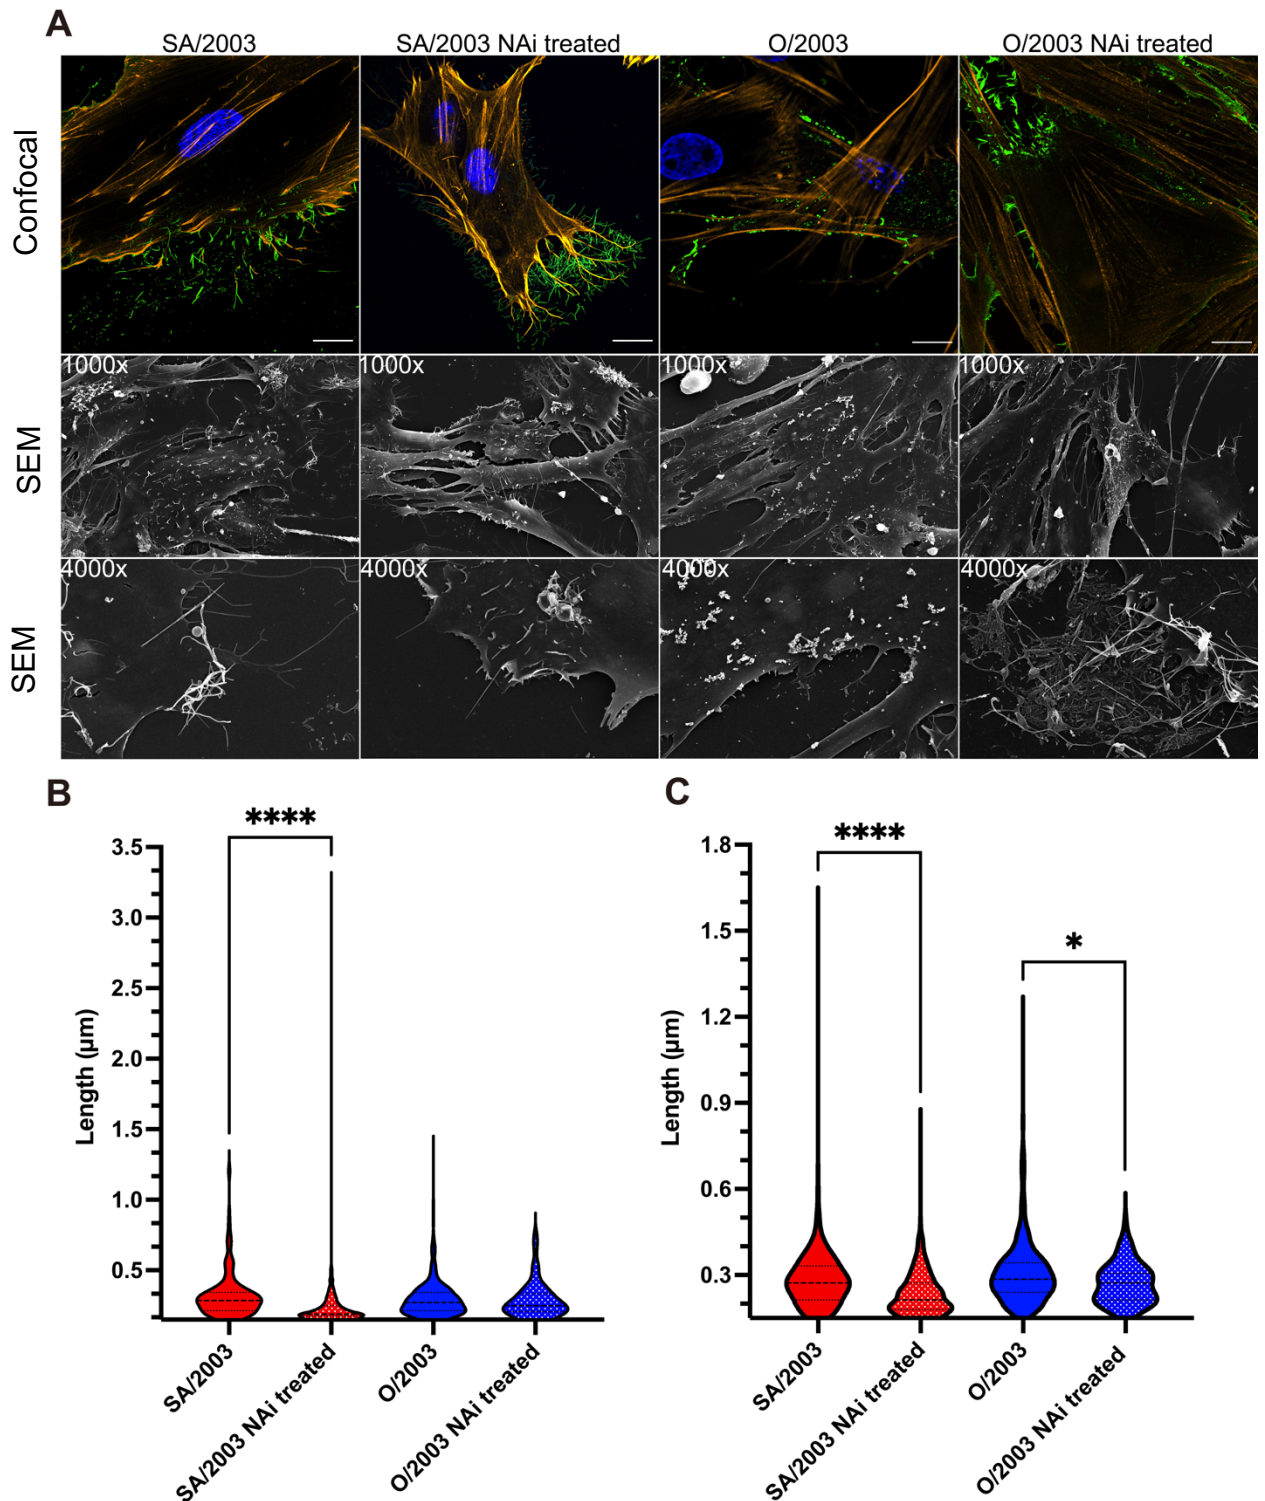 A
SA/2003 SA/2003 NAi treated O/2003 O/2003 NAi treated
Confocal
1000x 1000x 1000x 1000x
SEM
4000x 4000x 4000x 4000x
SEM
B
****
3.5
3.0
2.5
2.0
1.5
1.0
0.5
Length (µm)
SA/2003
SA/2003 NAi treated
O/2003
O/2003 NAi treated
C
****
*
1.8
1.5
1.2
0.9
0.6
0.3
Length (µm)
SA/2003
SA/2003 NAi treated
O/2003
O/2003 NAi treated